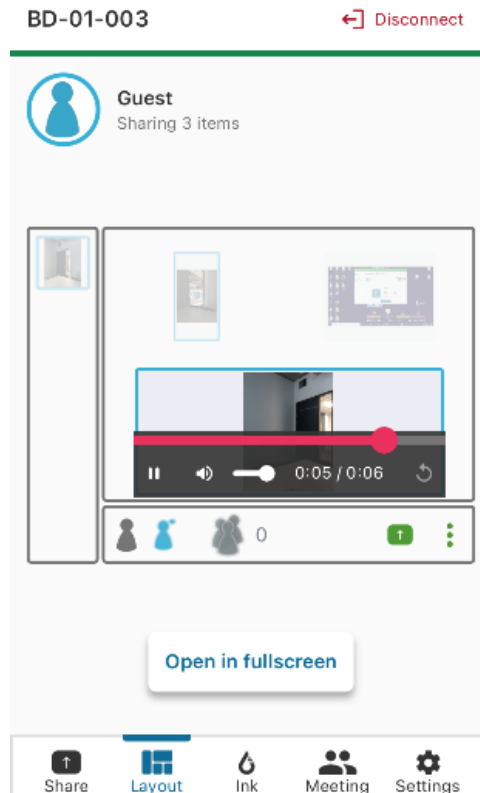 BD-01-003
Disconnect
Guest
Sharing 3 items
0:05 / 0:06
0
Open in fullscreen
Share
Layout
Ink
Meeting
Settings